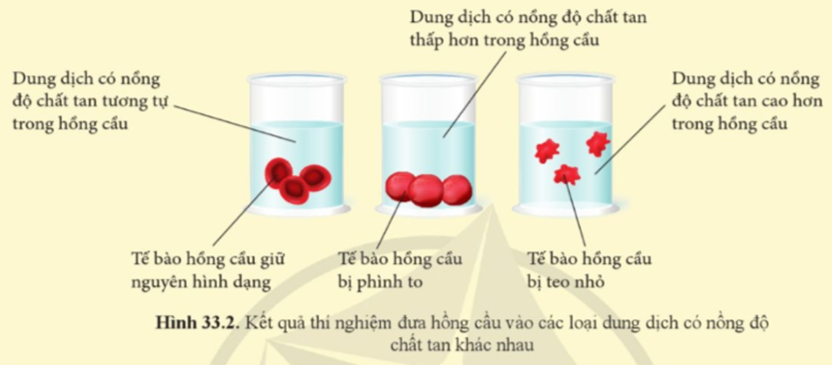 Dung dịch có nồng độ chất tan
thấp hơn trong hồng cầu
Dung dịch có nồng
độ chất tan tương tự
trong hồng cầu
Dung dịch có nồng
độ chất tan cao hơn
trong hồng cầu
Tế bào hồng cầu giữ
nguyên hình dạng
Tế bào hồng cầu
bị phình to
Tế bào hồng cầu
bị teo nhỏ
Hình 33.2. Kết quả thí nghiệm đưa hồng cầu vào các loại dung dịch có nồng độ
chất tan khác nhau